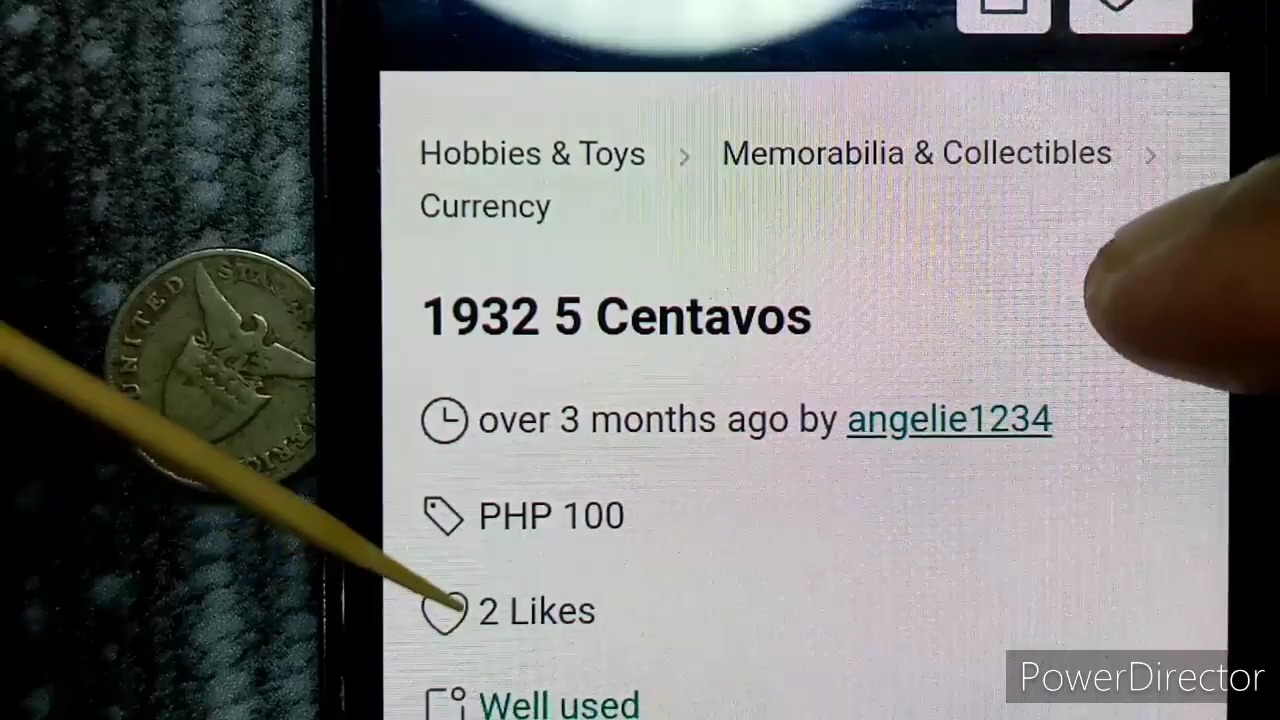 UNITED
Hobbies & Toys > Memorabilia & Collectibles >
Currency
1932 5 Centavos
over 3 months ago by angelie1234
PHP 100
2 Likes
Well used
PowerDirector